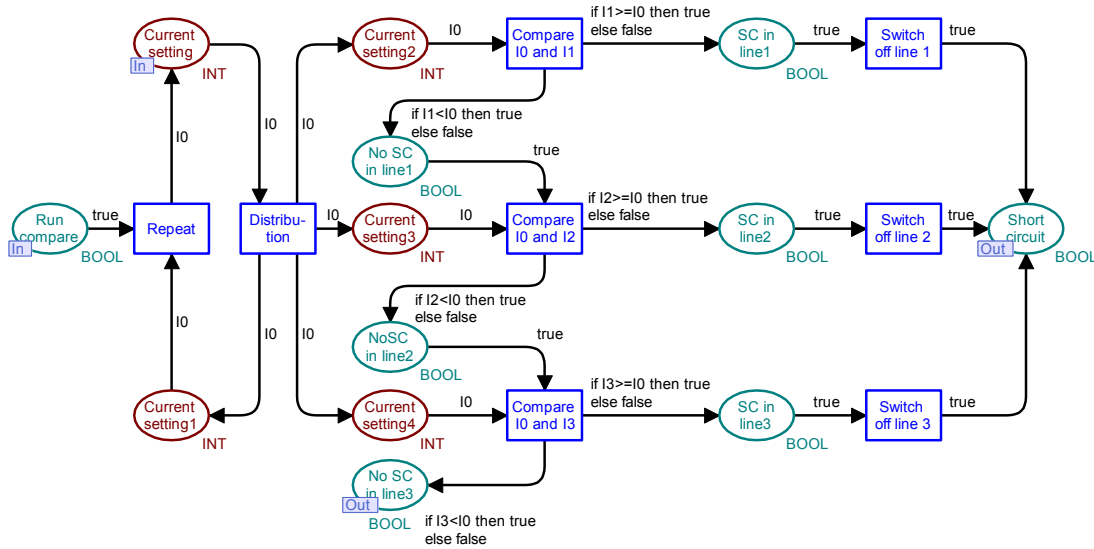 Current
setting
In
INT
I0
I0
I0
I0
Run
compare
In
BOOL
true
Repeat
Distribu-
tion
I0
I0
Current
setting1
INT
Current
setting2
INT
I0
Compare
I0 and I1
if I1>=I0 then true
else false
SC in
line1
BOOL
true
Switch
off line 1
true
if I1<I0 then true
else false
No SC
in line1
BOOL
true
I0
Current
setting3
INT
I0
Compare
I0 and I2
if I2>=I0 then true
else false
SC in
line2
BOOL
true
Switch
off line 2
true
Short
circuit
Out
BOOL
if I2<I0 then true
else false
NoSC
in line2
BOOL
true
Current
setting4
INT
I0
Compare
I0 and I3
if I3>=I0 then true
else false
SC in
line3
BOOL
true
Switch
off line 3
true
No SC
in line3
Out
BOOL
if I3<I0 then true
else false